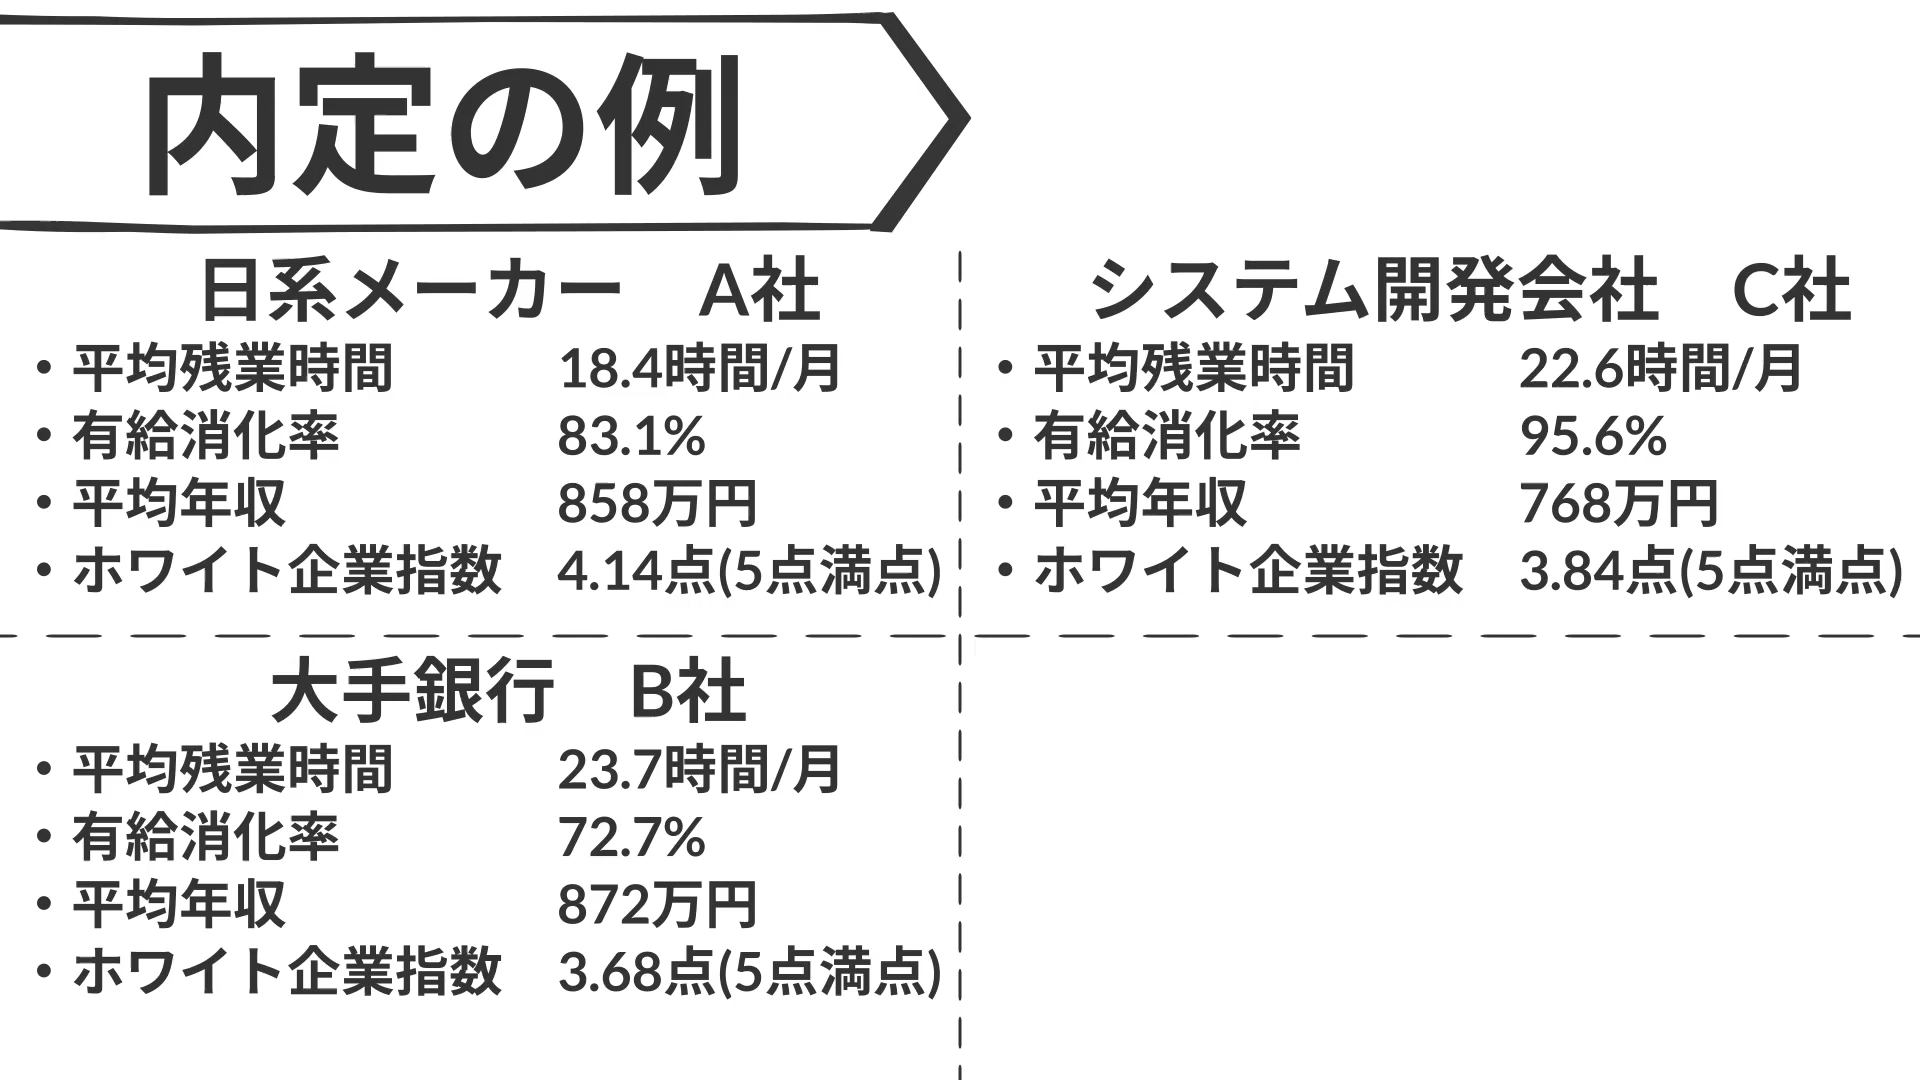 内定の例
日系メーカー　A社
・平均残業時間　18.4時間/月
・有給消化率　83.1%
・平均年収　858万円
・ホワイト企業指数　4.14点(5点満点)
大手銀行　B社
・平均残業時間　23.7時間/月
・有給消化率　72.7%
・平均年収　872万円
・ホワイト企業指数　3.68点(5点満点)
システム開発会社　C社
・平均残業時間　22.6時間/月
・有給消化率　95.6%
・平均年収　768万円
・ホワイト企業指数　3.84点(5点満点)